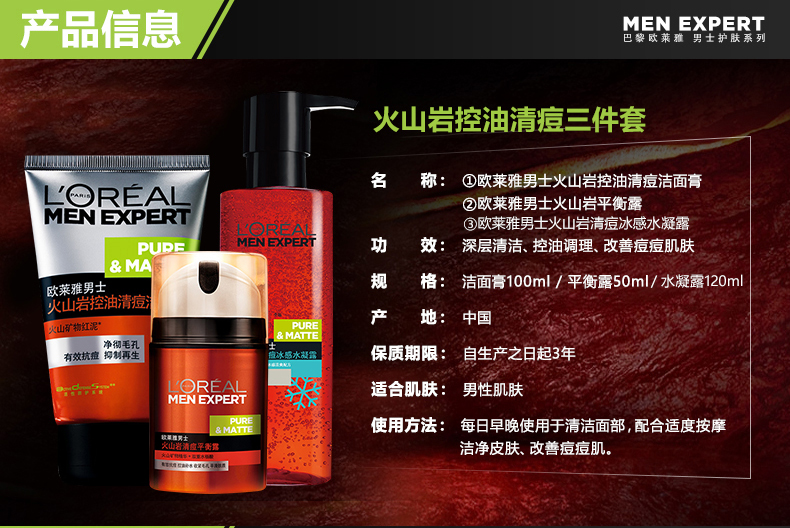 产品信息
MEN EXPERT
巴黎欧莱雅 男士护肤系列
火山岩控油清痘三件套
名 称： ①欧莱雅男士火山岩控油清痘洁面膏
②欧莱雅男士火山岩平衡露
③欧莱雅男士火山岩清痘冰感水凝露
功 效： 深层清洁、控油调理、改善痘痘肌肤
规 格： 洁面膏100ml / 平衡露50ml / 水凝露120ml
产 地： 中国
保质期限： 自生产之日起3年
适合肌肤： 男性肌肤
使用方法： 每日早晚使用于清洁面部，配合适度按摩
洁净皮肤、改善痘痘肌。
L'ORÉAL
PARIS
MEN EXPERT
PURE
& MATTE
欧莱雅男士
火山岩控油清痘洁
火山矿物红泥*
净彻毛孔
有效抗痘 抑制再生
L'ORÉAL
MEN EXPERT
PURE
& MATTE
欧莱雅男士
火山岩清痘平衡露
L'ORÉAL
MEN EXPERT
PURE
& MATTE
士
痘冰感水凝露